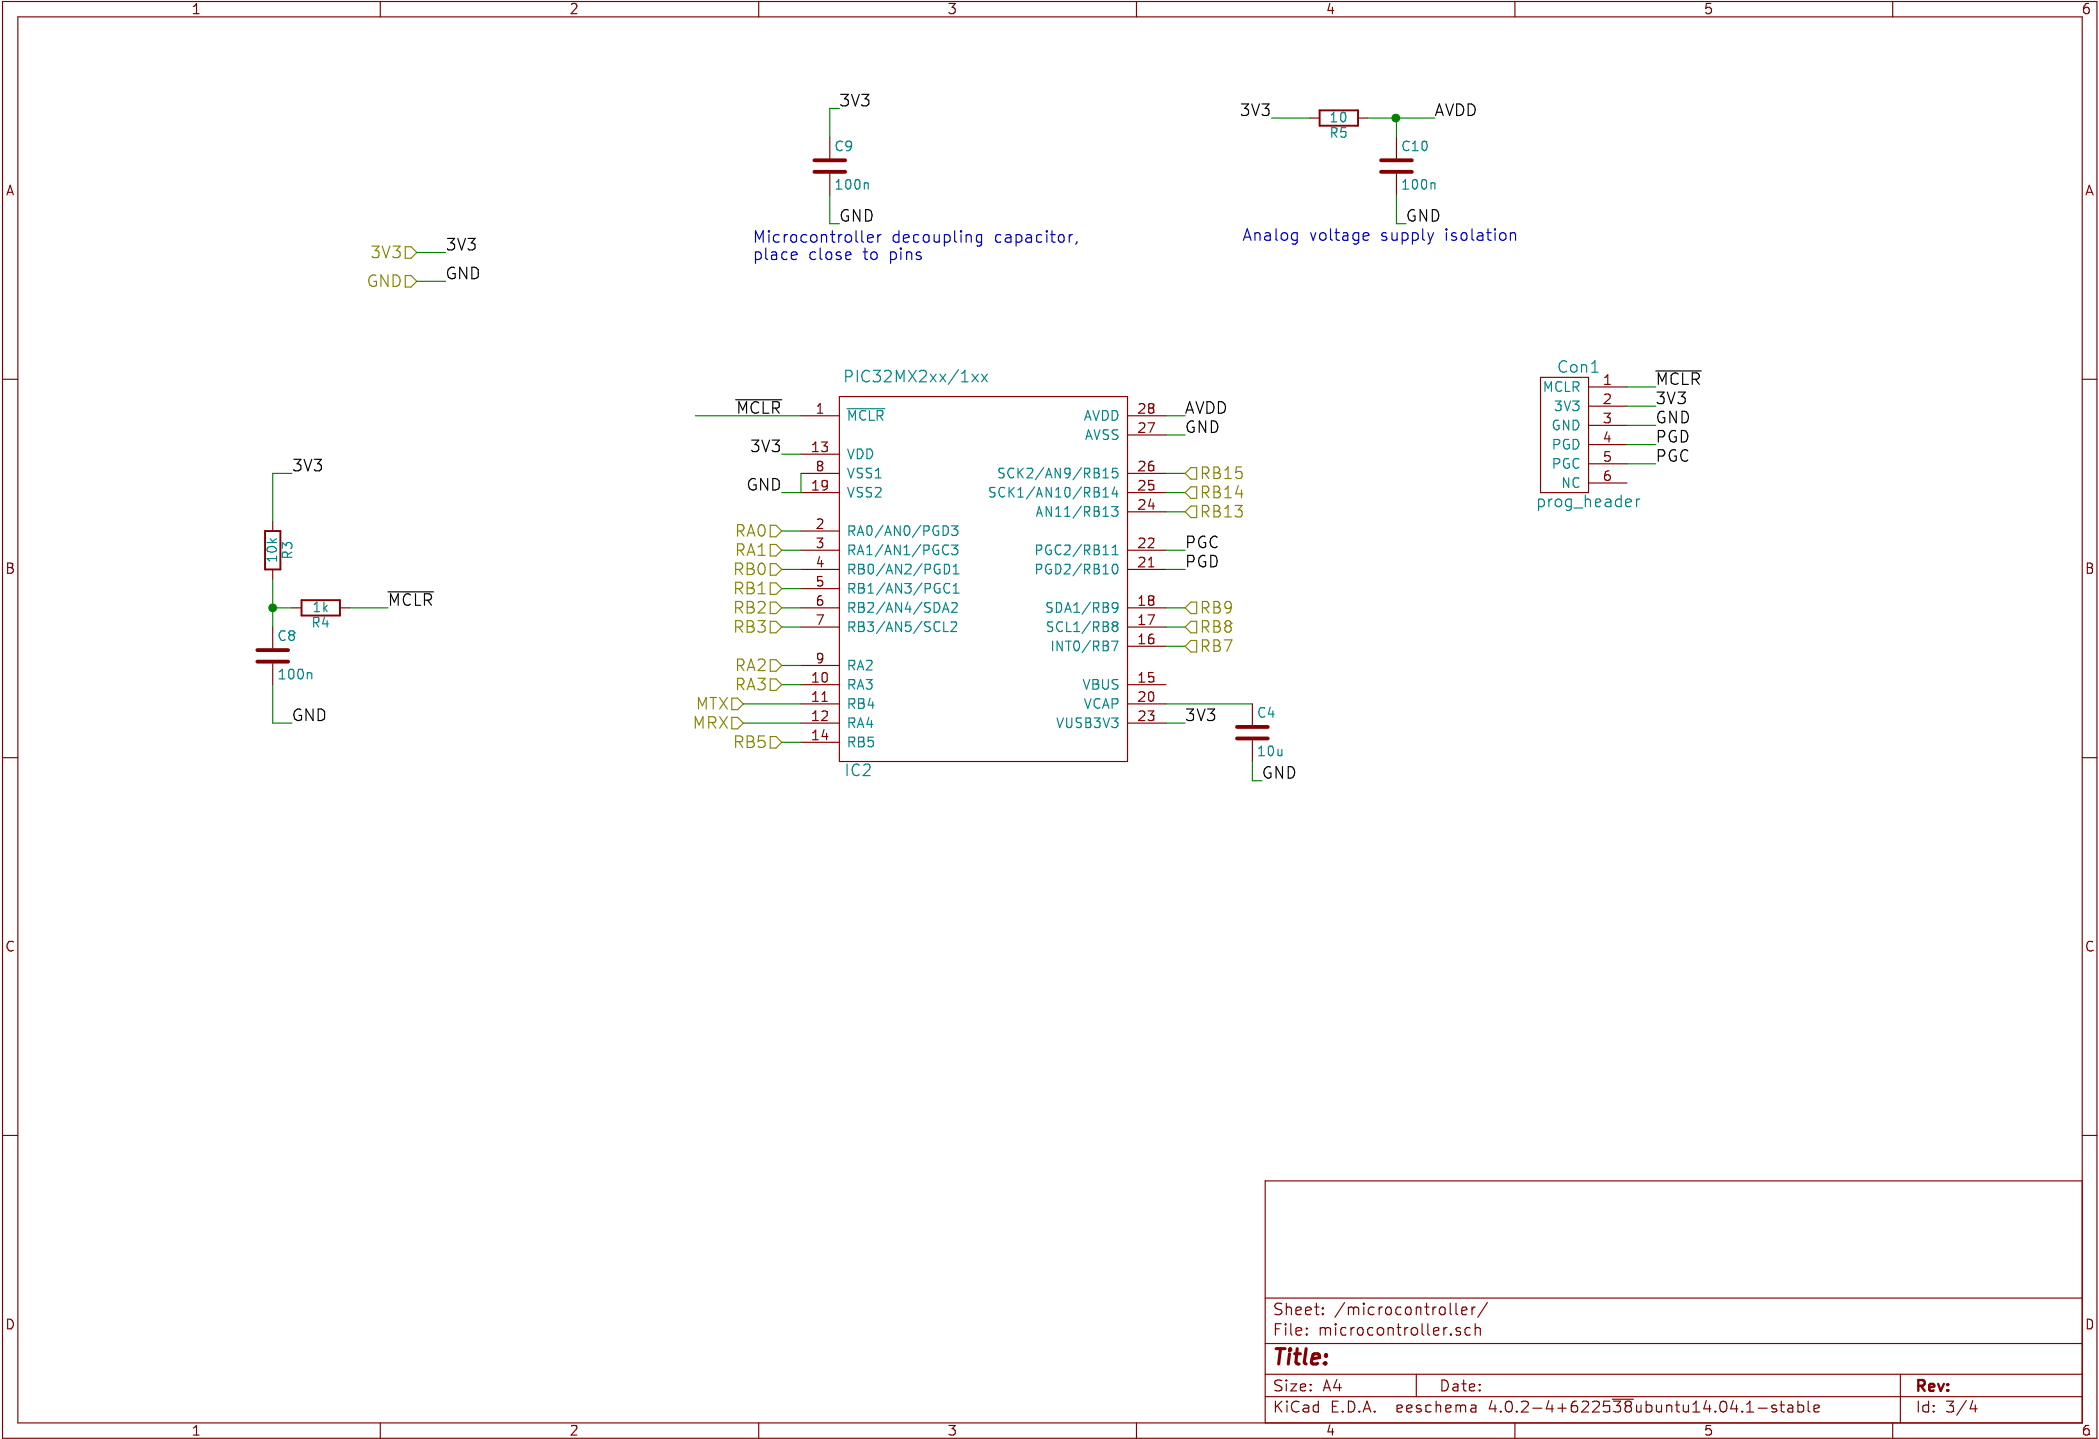 1 2 3 4 5 6
A A
B B
C C
D D
3V3
C9
100n
GND
Microcontroller decoupling capacitor,
place close to pins
3V3 10 AVDD
R5
C10
100n
GND
Analog voltage supply isolation
3V3 3V3
GND GND
3V3
10k R3
1k MCLR
R4
C8
100n
GND
PIC32MX2xx/1xx
MCLR 1 MCLR
3V3 13 VDD
8 VSS1
GND 19 VSS2
RA0 2 RA0/AN0/PGD3
RA1 3 RA1/AN1/PGC3
RB0 4 RB0/AN2/PGD1
RB1 5 RB1/AN3/PGC1
RB2 6 RB2/AN4/SDA2
RB3 7 RB3/AN5/SCL2
RA2 9 RA2
RA3 10 RA3
MTX 11 RB4
MRX 12 RA4
RB5 14 RB5
AVDD 28 AVDD
AVSS 27 GND
SCK2/AN9/RB15 26 RB15
SCK1/AN10/RB14 25 RB14
AN11/RB13 24 RB13
PGC2/RB11 22 PGC
PGD2/RB10 21 PGD
SDA1/RB9 18 RB9
SCL1/RB8 17 RB8
INT0/RB7 16 RB7
VBUS 15
VCAP 20
VUSB3V3 23 3V3
IC2
C4
10u
GND
Con1
MCLR 1 MCLR
3V3 2 3V3
GND 3 GND
PGD 4 PGD
PGC 5 PGC
NC 6
prog_header
Sheet: /microcontroller/
File: microcontroller.sch
Title:
Size: A4 Date: Rev:
KiCad E.D.A. eeschema 4.0.2-4+622538ubuntu14.04.1-stable Id: 3/4
1 2 3 4 5 6